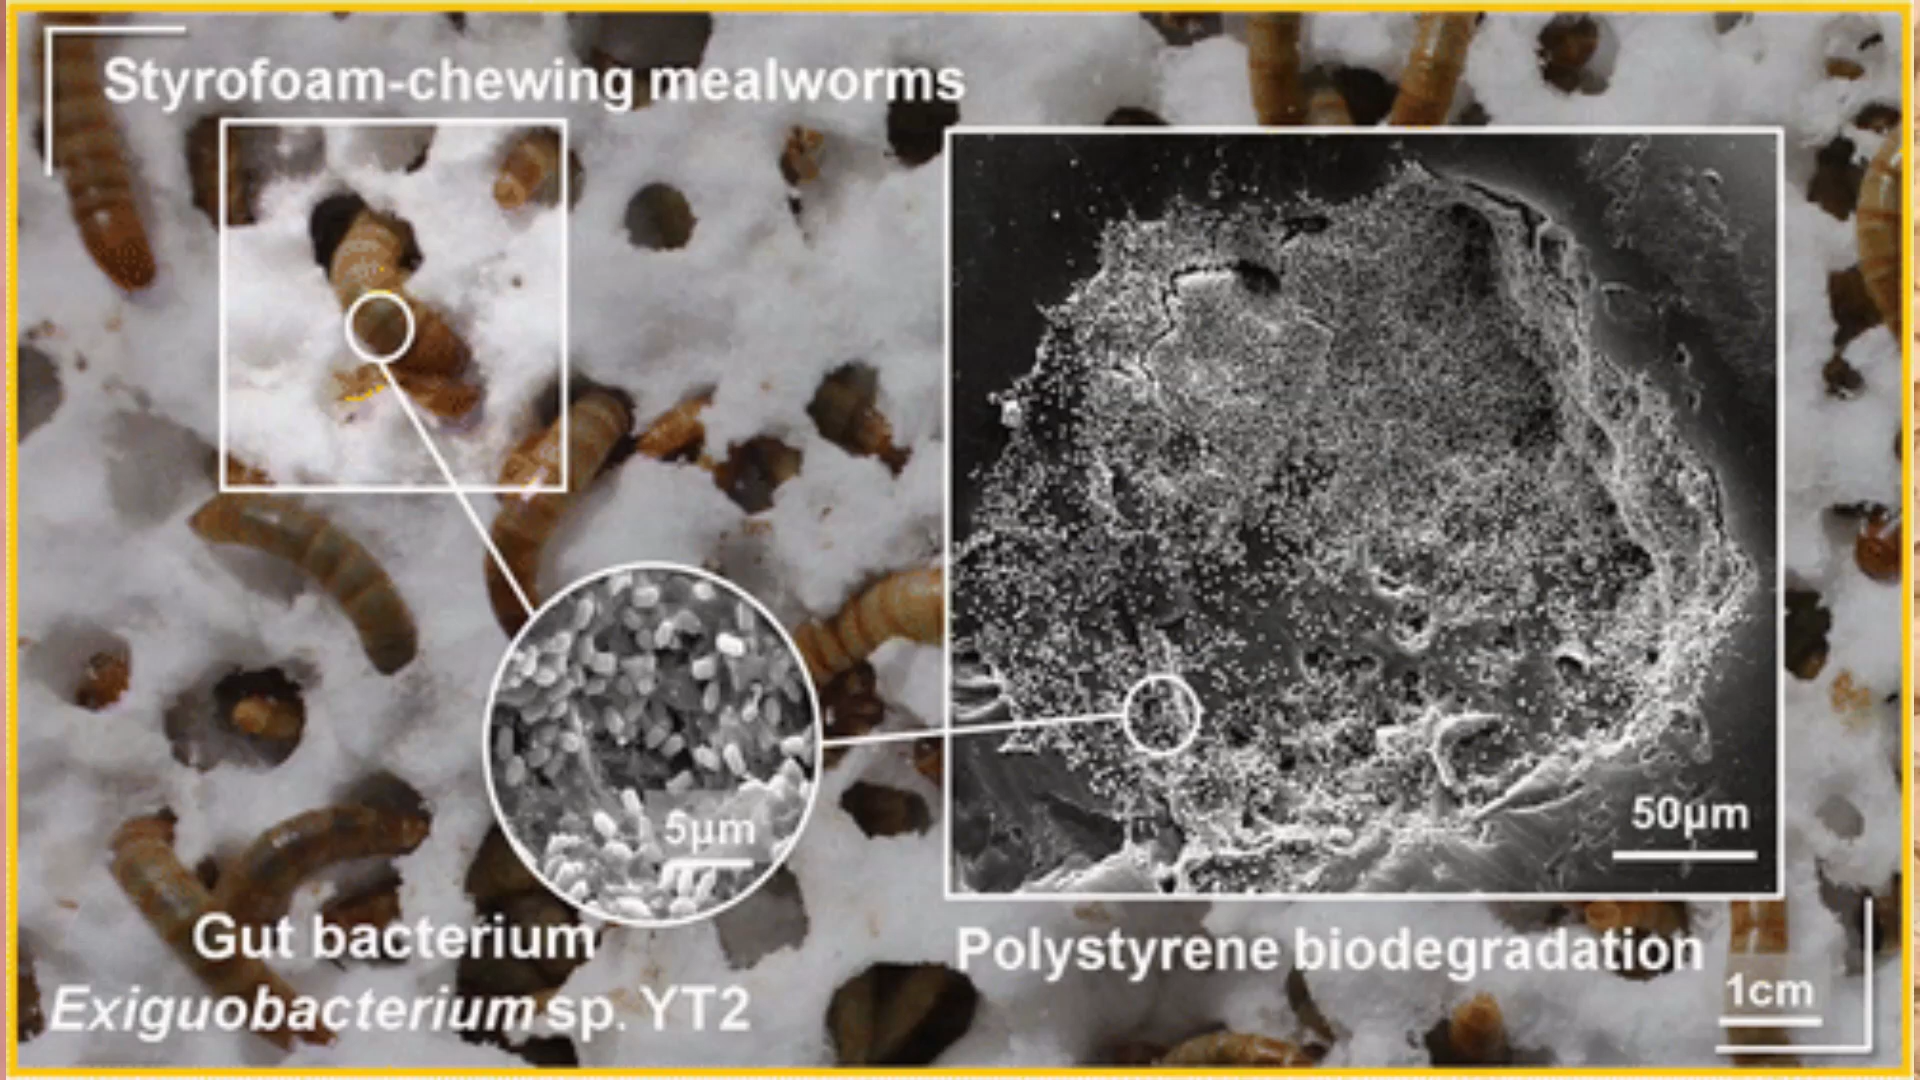 Styrofoam-chewing mealworms
5µm
50µm
Gut bacterium
Exiguobacterium sp. YT2
Polystyrene biodegradation
1cm